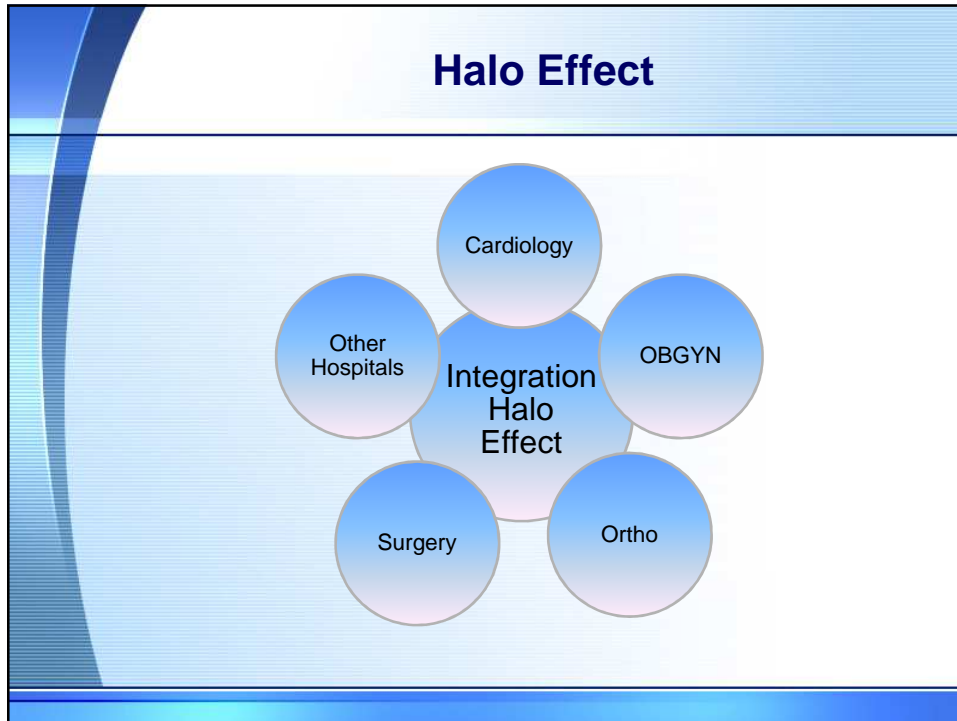 Halo Effect
Cardiology
Other
Hospitals
OBGYN
Integration
Halo
Effect
Surgery
Ortho